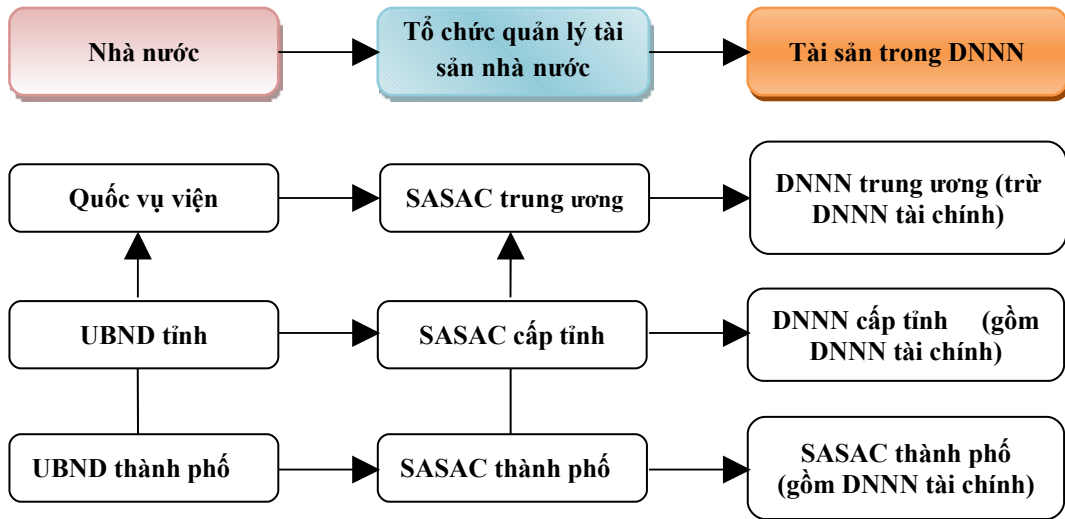 Nhà nước
Tổ chức quản lý tài
sản nhà nước
Tài sản trong DNNN
Quốc vụ viện
SASAC trung ương
DNNN trung ương (trừ
DNNN tài chính)
UBND tỉnh
SASAC cấp tỉnh
DNNN cấp tỉnh (gồm
DNNN tài chính)
UBND thành phố
SASAC thành phố
SASAC thành phố
(gồm DNNN tài chính)